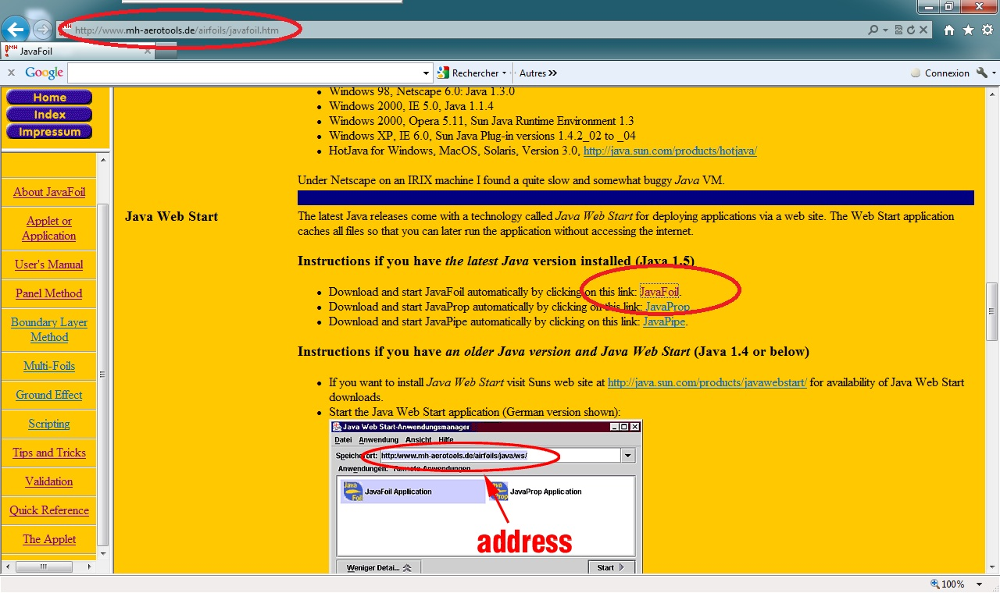 http://www.mh-aerotools.de/airfoils/javafoil.htm
JavaFoil
x Google Rechercher Autres Connexion
Home
Index
Impressum
About JavaFoil
Applet or
Application
User's Manual
Panel Method
Boundary Layer
Method
Multi-Foils
Ground Effect
Scripting
Tips and Tricks
Validation
Quick Reference
The Applet
Windows 98, Netscape 6.0: Java 1.3.0
Windows 2000, IE 5.0, Java 1.1.4
Windows 2000, Opera 5.11, Sun Java Runtime Environment 1.3
Windows XP, IE 6.0, Sun Java Plug-in versions 1.4.2_02 to _04
HotJava for Windows, MacOS, Solaris, Version 3.0, http://java.sun.com/products/hotjava/
Under Netscape on an IRIX machine I found a quite slow and somewhat buggy Java VM.
Java Web Start
The latest Java releases come with a technology called Java Web Start for deploying applications via a web site. The Web Start application
caches all files so that you can later run the application without accessing the internet.
Instructions if you have the latest Java version installed (Java 1.5)
Download and start JavaFoil automatically by clicking on this link: JavaFoil.
Download and start JavaProp automatically by clicking on this link: JavaProp
Download and start JavaPipe automatically by clicking on this link: JavaPipe.
Instructions if you have an older Java version and Java Web Start (Java 1.4 or below)
If you want to install Java Web Start visit Suns web site at http://java.sun.com/products/javawebstart/ for availability of Java Web Start
downloads.
Start the Java Web Start application (German version shown):
Java Web Start-Anwendungsmanager
Datei Anwendung Ansicht Hilfe
Speicherort: http:/www.mh-aerotools.de/airfoils/java/ws/
Anwendungen: Remote-Anwendungen
Java Foil JavaFoil Application Java Prop JavaProp Application
address
Weniger Detai... Start
100%